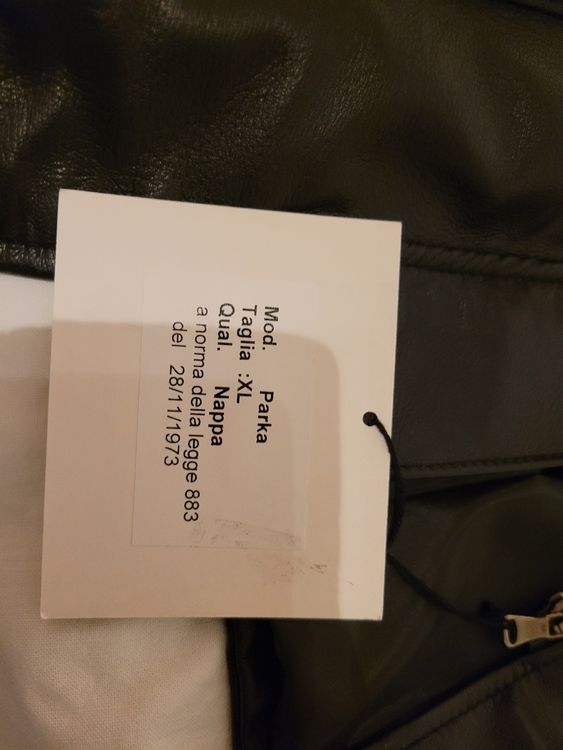 Mod. Parka
Taglia :XL
Qual. Nappa
a norma della legge 883
del 28/11/1973